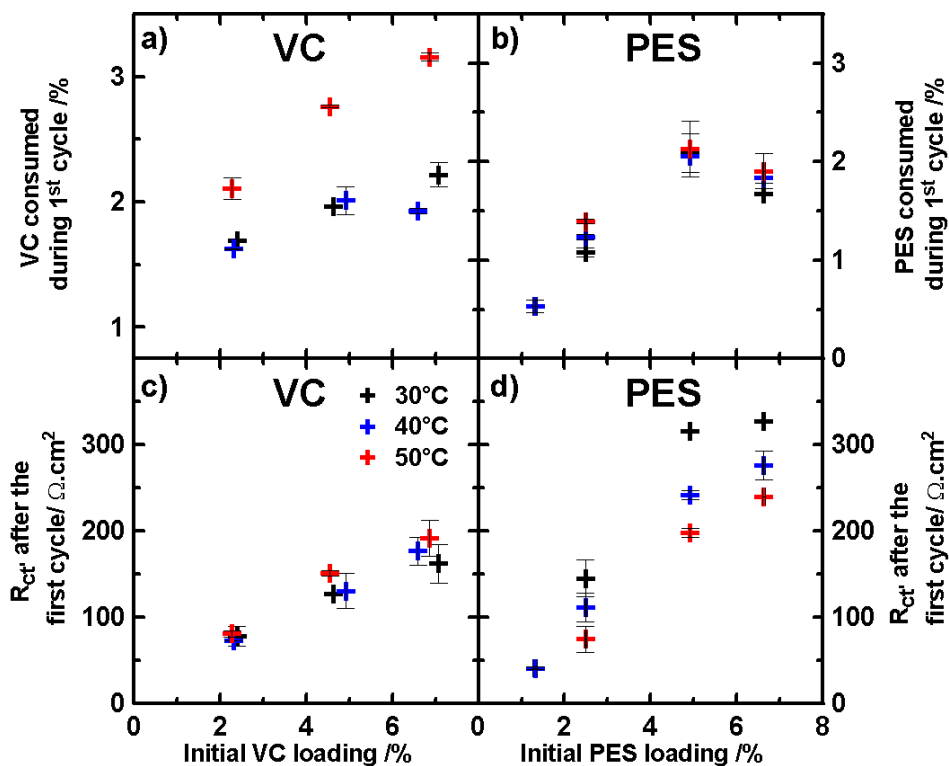 a)
VC
b)
PES
VC consumed
during 1st cycle /%
3
2
1
3
2
1
0
PES consumed
during 1st cycle /%
c)
VC
30°C
40°C
50°C
d)
PES
Rct' after the
first cycle/ Ω.cm2
300
200
100
0
300
200
100
0
Rct' after the
first cycle/ Ω.cm2
0 2 4 6 0 2 4 6 8
Initial VC loading /%
Initial PES loading /%